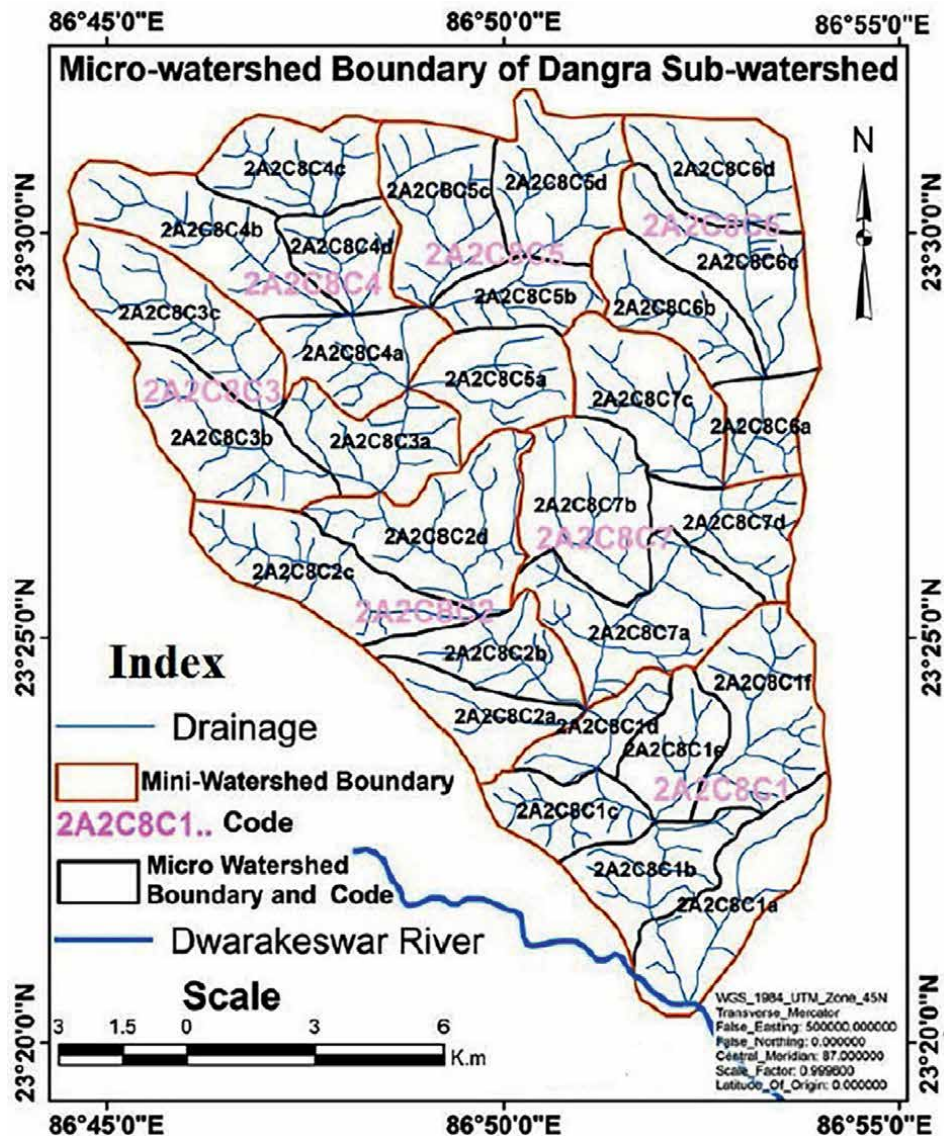 86°45'0"E 86°50'0"E 86°55'0"E
Micro-watershed Boundary of Dangra Sub-watershed
N
23°30'0"N 23°30'0"N
2A2C8C4c
2A2C8C5c
2A2C8C5d
2A2C8C6d
2A2C8C4b
2A2C8C4d
2A2C8C6
2A2C8C5
2A2C8C6c
2A2C8C4
2A2C8C5b
2A2C8C6b
2A2C8C3c
2A2C8C4a
2A2C8C5a
2A2C8C3
2A2C8C7c
2A2C8C6a
2A2C8C3b
2A2C8C3a
2A2C8C7b
2A2C8C7d
2A2C8C2d
2A2C8C7
2A2C8C2c
2A2C8C2
2A2C8C7a
23°25'0"N 23°25'0"N
2A2C8C2b
2A2C8C1f
2A2C8C2a
2A2C8C1d
2A2C8C1e
2A2C8C1
2A2C8C1c
2A2C8C1b
2A2C8C1a
Index
Drainage
Mini-Watershed Boundary
2A2C8C1.. Code
Micro Watershed
Boundary and Code
Dwarakeswar River
Scale
3 1.5 0 3 6
K.m
WGS_1984_UTM_Zone_45N
Transverse_Mercator
False_Easting: 500000.000000
False_Northing: 0.000000
Central_Meridian: 87.000000
Scale_Factor: 0.999600
Latitude_Of_Origin: 0.000000
23°20'0"N 23°20'0"N
86°45'0"E 86°50'0"E 86°55'0"E